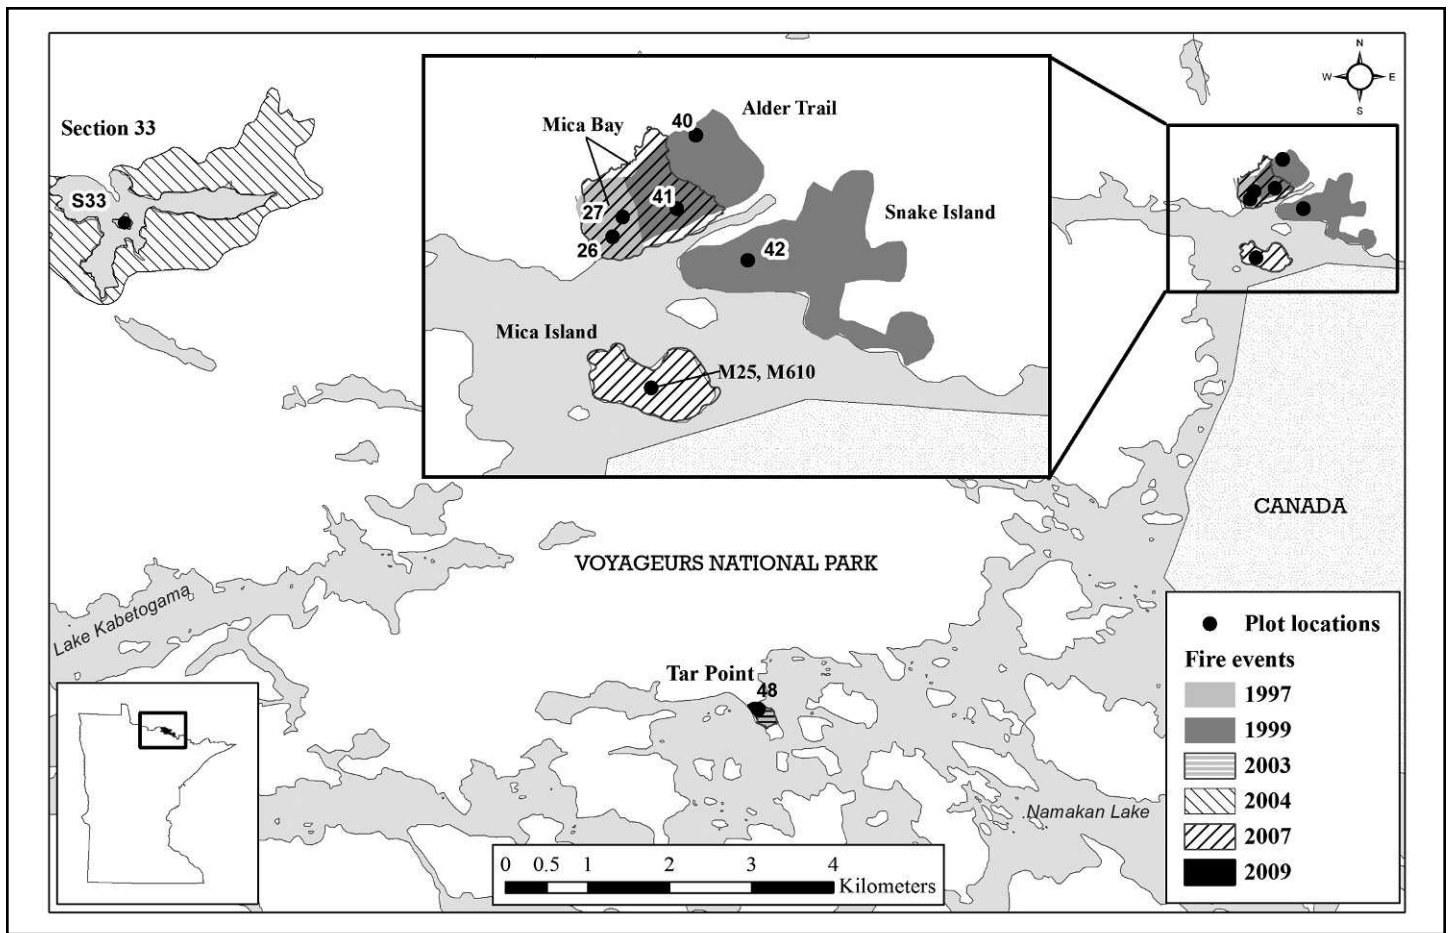 N
W E
S
Section 33
S33
Alder Trail
40
Mica Bay
41
27
26
Snake Island
42
Mica Island
M25, M610
CANADA
VOYAGEURS NATIONAL PARK
Lake Kabetogama
Tar Point
48
Namakan Lake
Plot locations
Fire events
1997
1999
2003
2004
2007
2009
0 0.5 1 2 3 4
Kilometers